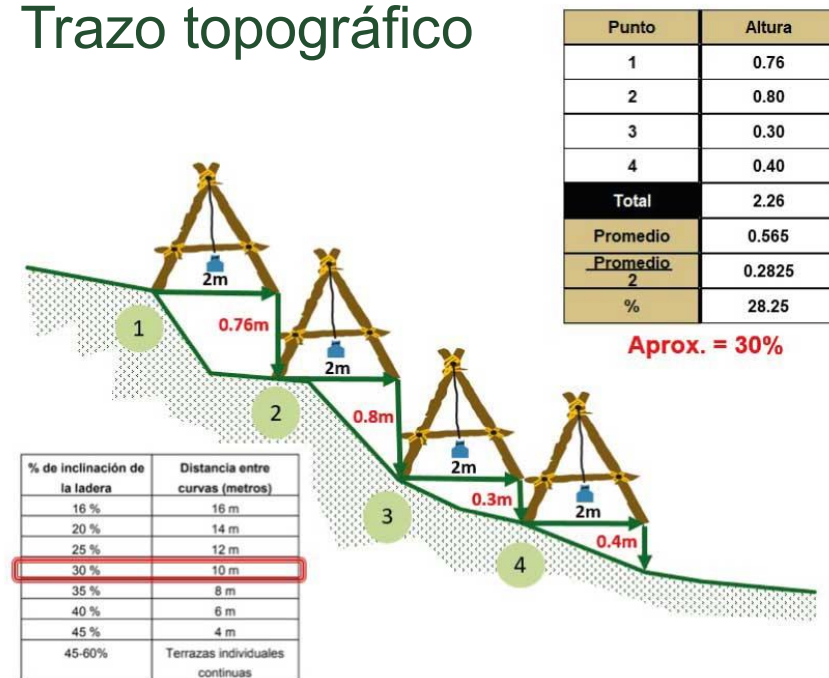 Trazo topográfico
Punto Altura
1 0.76
2 0.80
3 0.30
4 0.40
Total 2.26
Promedio 0.565
Promedio
2
0.2825
% 28.25
Aprox. = 30%
2m
0.76m
1
2m
0.8m
2
2m
0.3m
3
2m
0.4m
4
% de inclinación de la ladera
Distancia entre curvas (metros)
16 % 16 m
20 % 14 m
25 % 12 m
30 % 10 m
35 % 8 m
40 % 6 m
45 % 4 m
45-60% Terrazas individuales
continuas